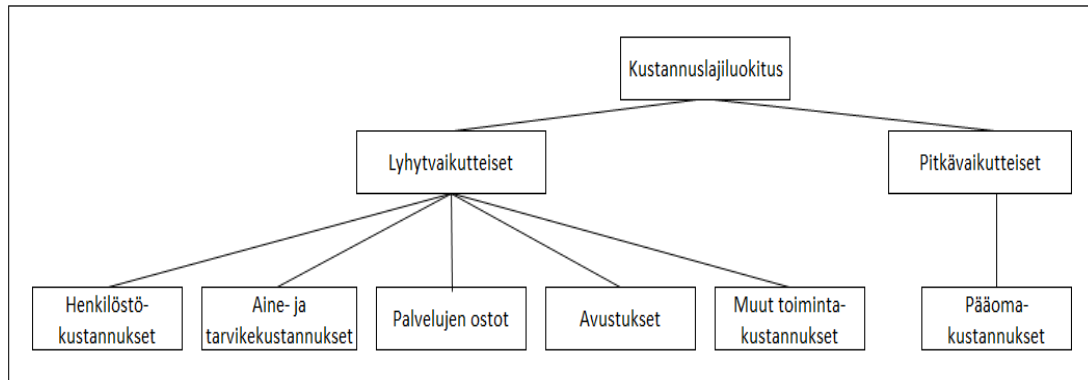 Kustannuslajiluokitus
Lyhytvaikutteiset
Pitkävaikutteiset
Henkilöstö-
kustannukset
Aine- ja
tarvikekustannukset
Palvelujen ostot
Avustukset
Muut toiminta-
kustannukset
Pääoma-
kustannukset